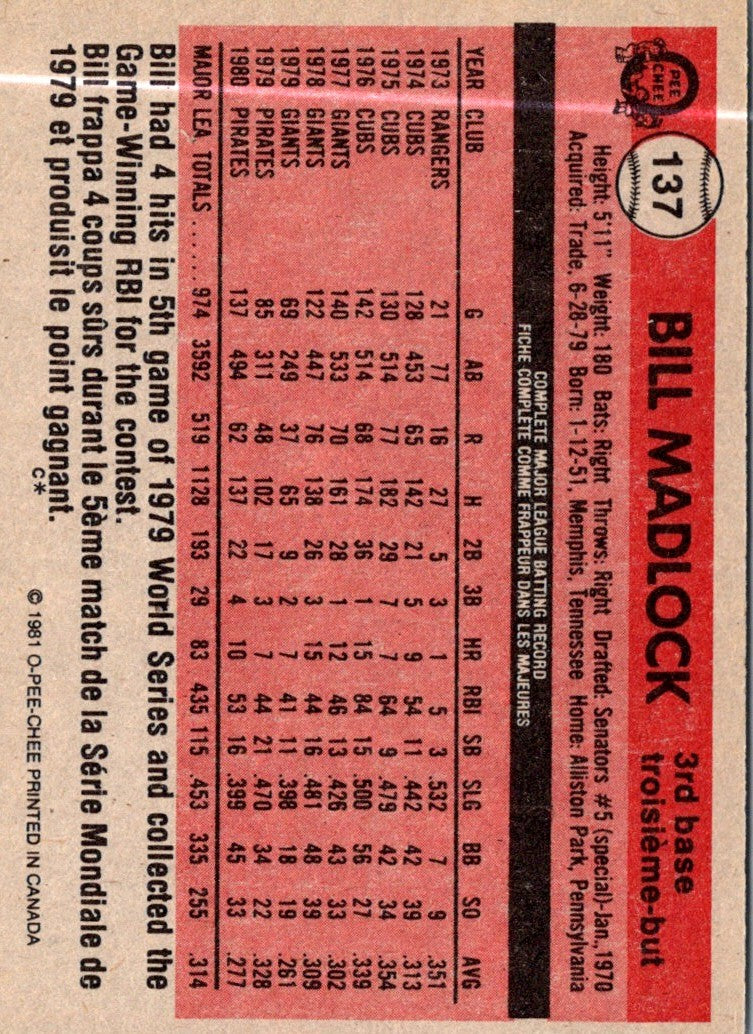 O PEE CHEE
137
BILL MADLOCK
3rd base
troisième-but
Height: 5'11" Weight: 180 Bats: Right Throws: Right Drafted: Senators #5 (special)-Jan., 1970
Acquired: Trade, 6-28-79 Born: 1-12-51, Memphis, Tennessee Home: Alliston Park, Pennsylvania
COMPLETE MAJOR LEAGUE BATTING RECORD
FICHE COMPLETE COMME FRAPPEUR DANS LES MAJEURES
YEAR CLUB G AB R H 2B 3B HR RBI SB SLG BB SO AVG
1973 RANGERS 21 77 16 27 5 3 1 5 3 .532 7 9 .351
1974 CUBS 128 453 65 142 21 5 9 54 11 .442 42 39 .313
1975 CUBS 130 514 77 182 29 7 7 64 9 .479 42 34 .354
1976 CUBS 142 514 68 174 36 1 15 84 15 .500 56 27 .339
1977 GIANTS 140 533 70 161 28 1 12 46 13 .426 43 33 .302
1978 GIANTS 122 447 76 138 26 3 15 44 16 .481 48 39 .309
1979 GIANTS 69 249 37 65 9 2 7 41 11 .398 18 19 .261
1979 PIRATES 85 311 48 102 17 3 7 44 21 .470 34 22 .328
1980 PIRATES 137 494 62 137 22 4 10 53 16 .399 45 33 .277
MAJOR LEA TOTALS ...... 974 3592 519 1128 193 29 83 435 115 .453 335 255 .314
Bill had 4 hits in 5th game of 1979 World Series and collected the
Game-Winning RBI for the contest.
Bill frappa 4 coups sûrs durant le 5ème match de la Série Mondiale de
1979 et produisit le point gagnant.
C*
© 1981 O-PEE-CHEE PRINTED IN CANADA